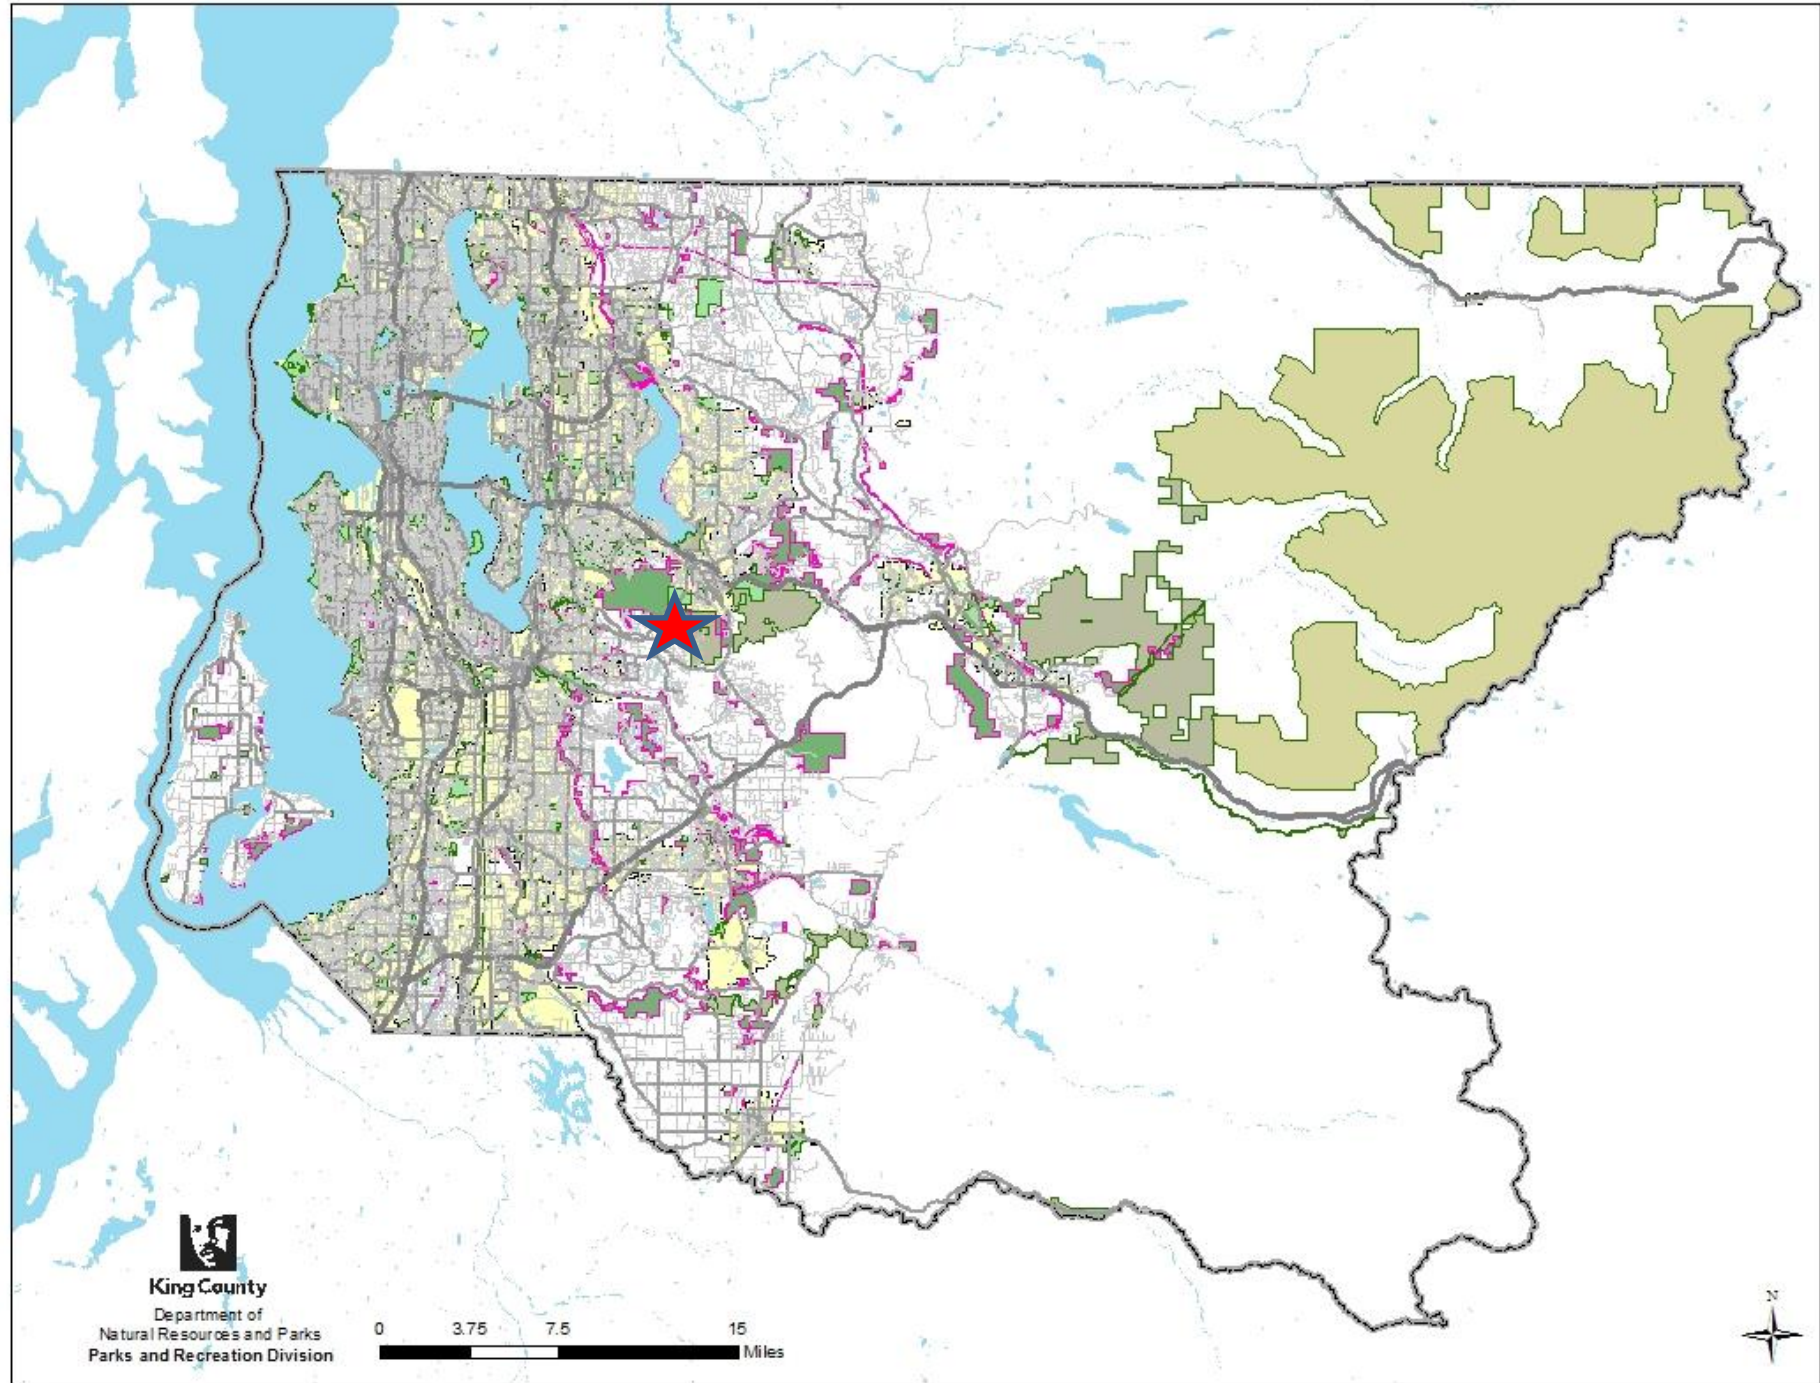 King County
Department of
Natural Resources and Parks
Parks and Recreation Division
0 3.75 7.5 15
Miles
N